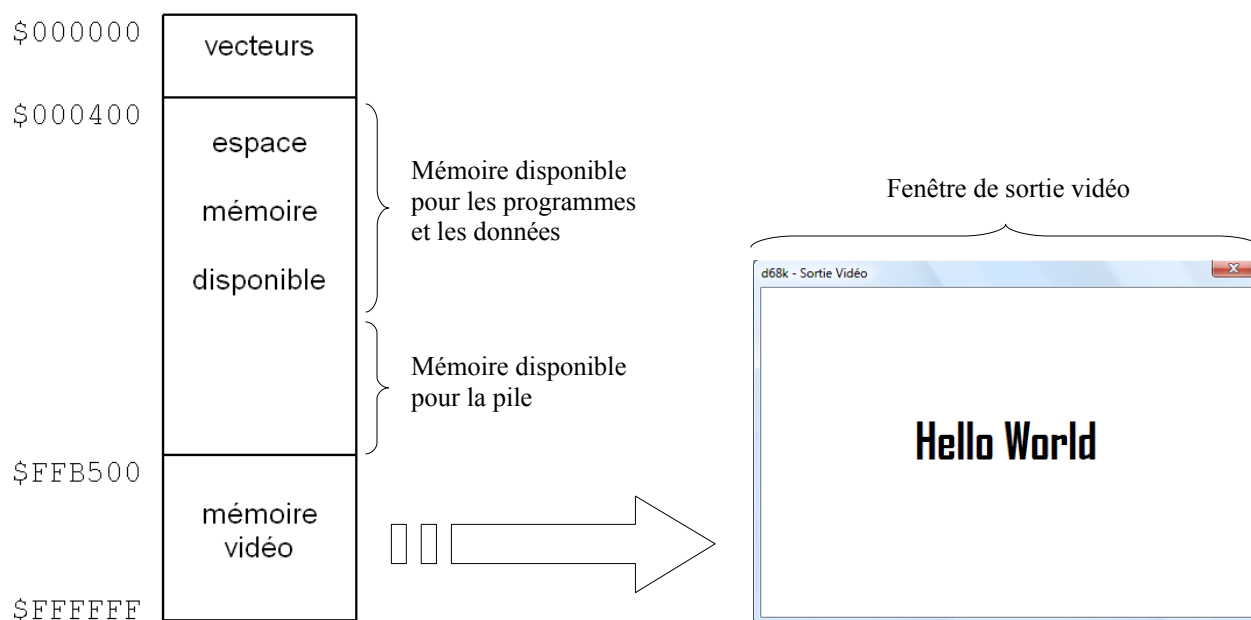 $000000
vecteurs
$000400
espace
mémoire
disponible
Mémoire disponible
pour les programmes
et les données
Mémoire disponible
pour la pile
$FFB500
mémoire
vidéo
$FFFFFF
Fenêtre de sortie vidéo
d68k - Sortie Vidéo
Hello World